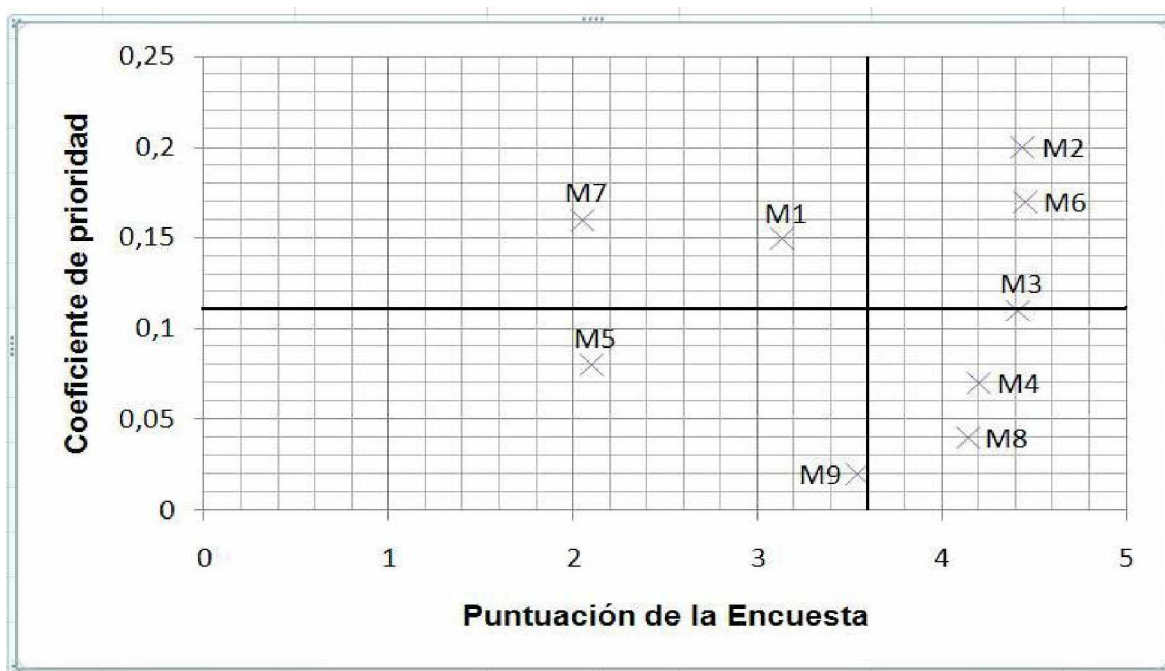 0,25
0,2
0,15
0,1
0,05
0
Coeficiente de prioridad
M2
M6
M7
M1
M3
M5
M4
M8
M9
0 1 2 3 4 5
Puntuación de la Encuesta